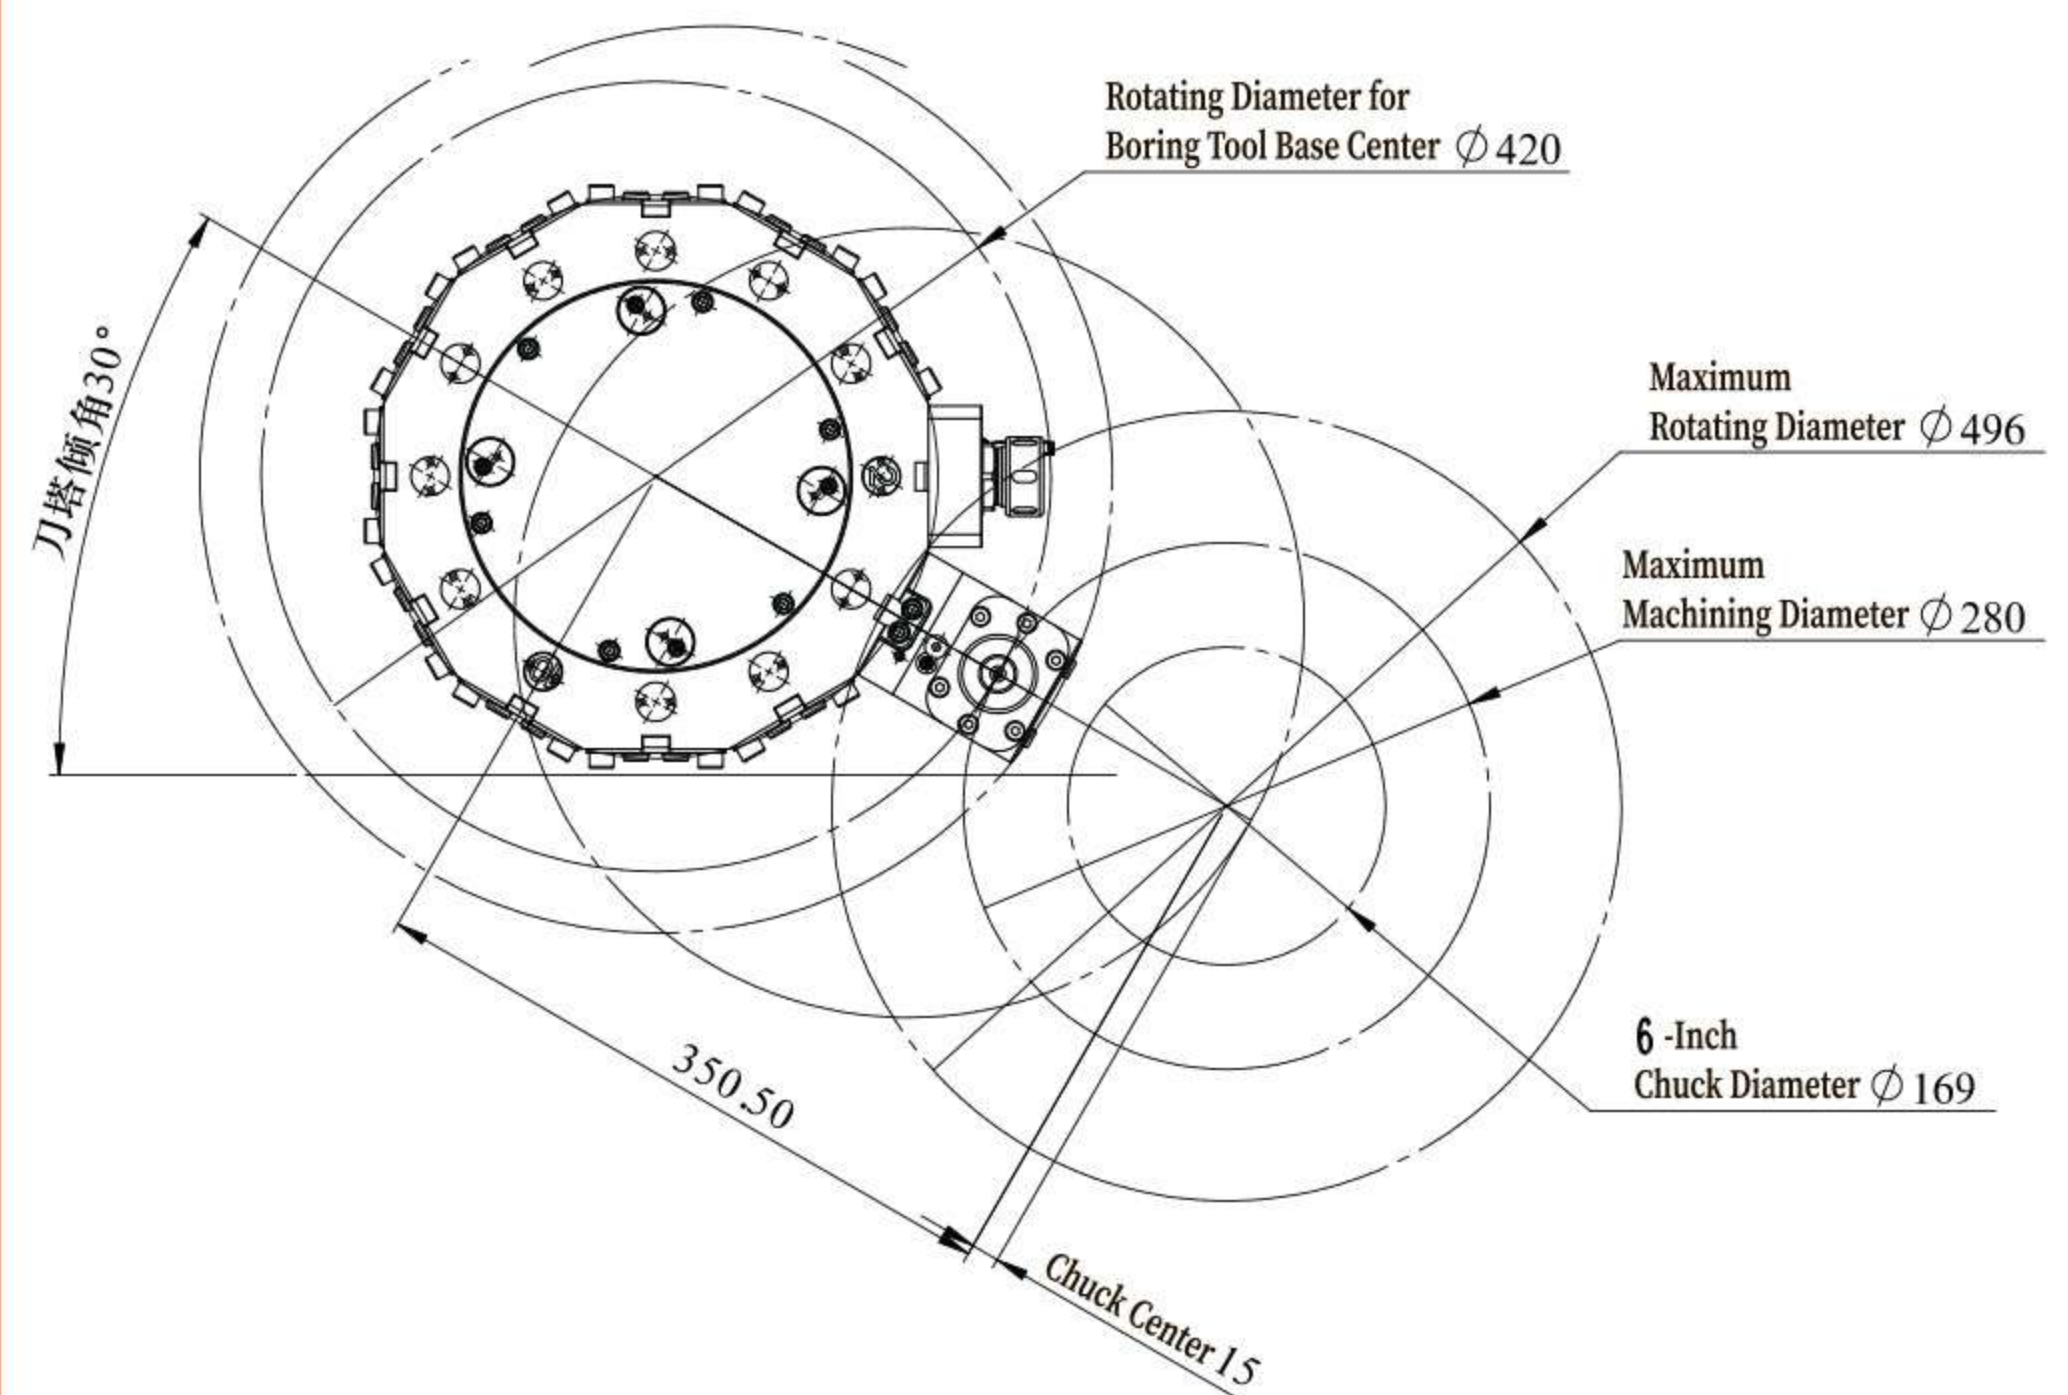 Rotating Diameter for
Boring Tool Base Center ∅ 420
刀塔倾角30°
Maximum
Rotating Diameter ∅ 496
Maximum
Machining Diameter ∅ 280
6 -Inch
Chuck Diameter ∅ 169
350.50
Chuck Center 15